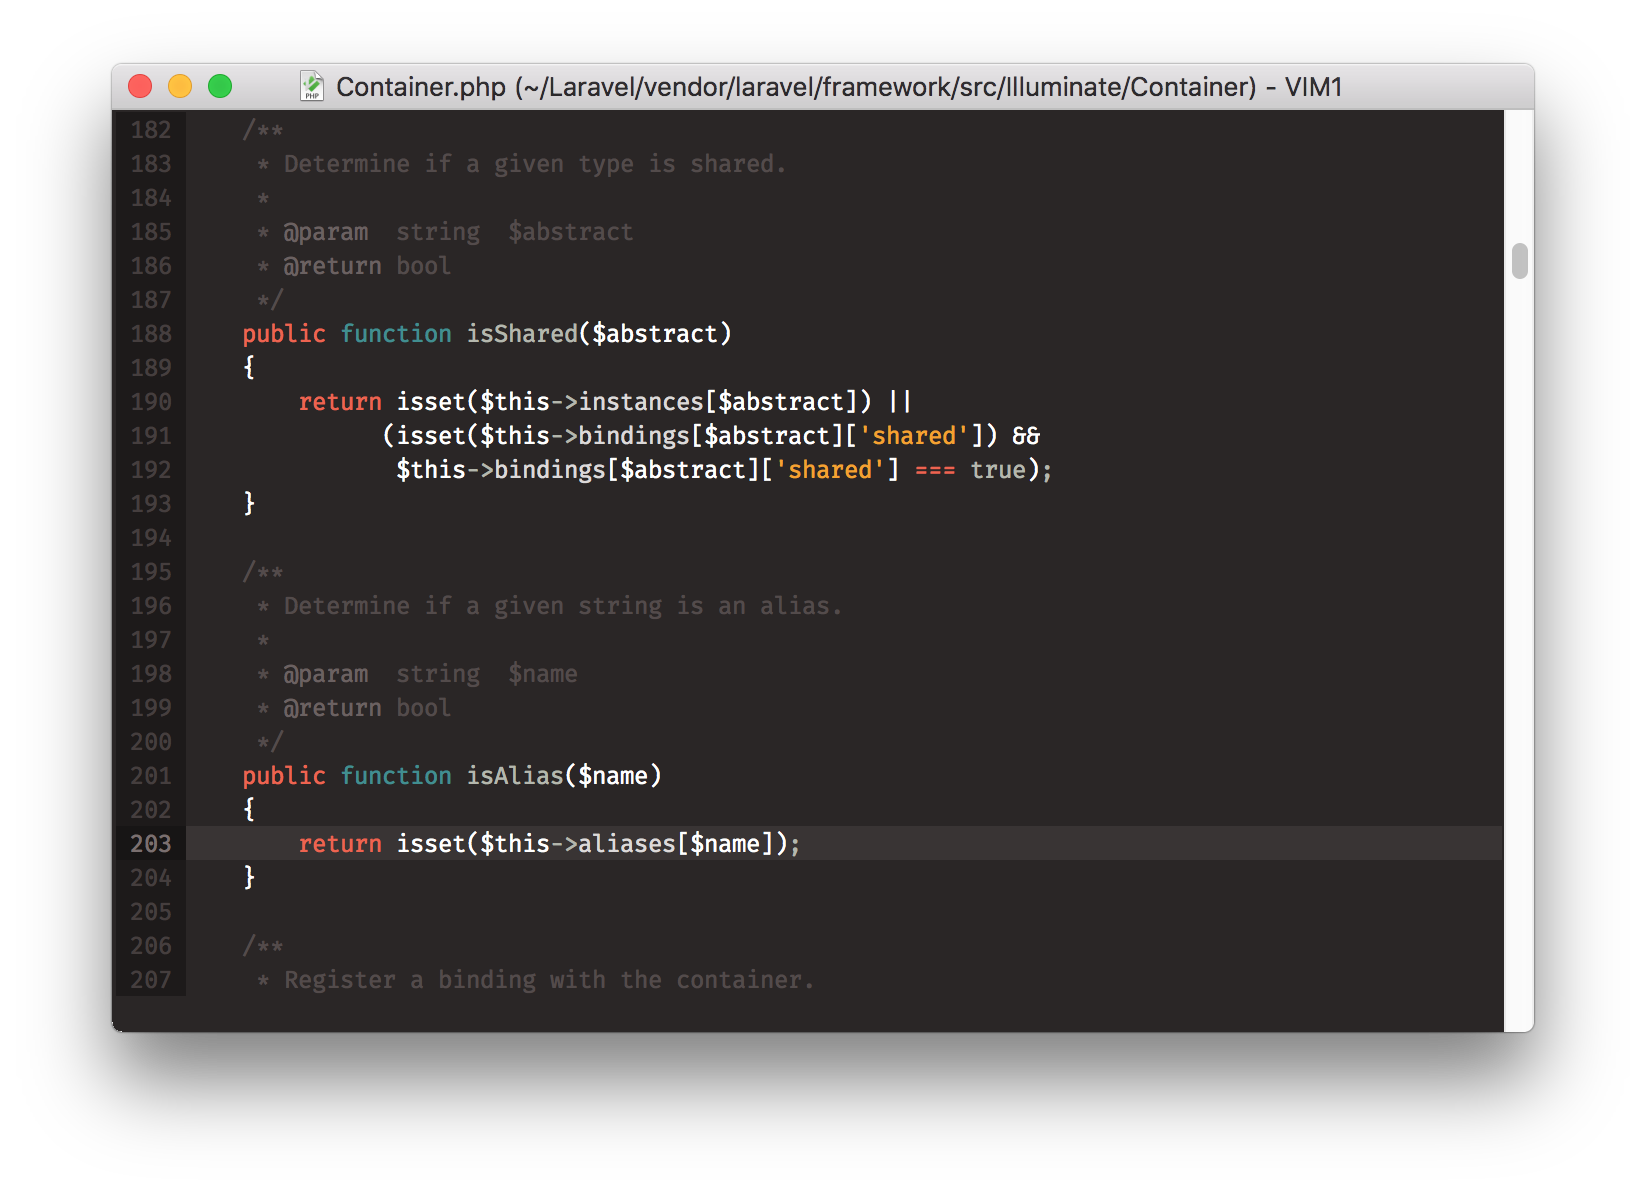 Container.php (~/Laravel/vendor/laravel/framework/src/Illuminate/Container) - VIM1
182     /**
183      * Determine if a given type is shared.
184      *
185      * @param  string  $abstract
186      * @return bool
187      */
188     public function isShared($abstract)
189     {
190         return isset($this->instances[$abstract]) ||
191               (isset($this->bindings[$abstract]['shared']) &&
192                $this->bindings[$abstract]['shared'] === true);
193     }
194
195     /**
196      * Determine if a given string is an alias.
197      *
198      * @param  string  $name
199      * @return bool
200      */
201     public function isAlias($name)
202     {
203         return isset($this->aliases[$name]);
204     }
205
206     /**
207      * Register a binding with the container.